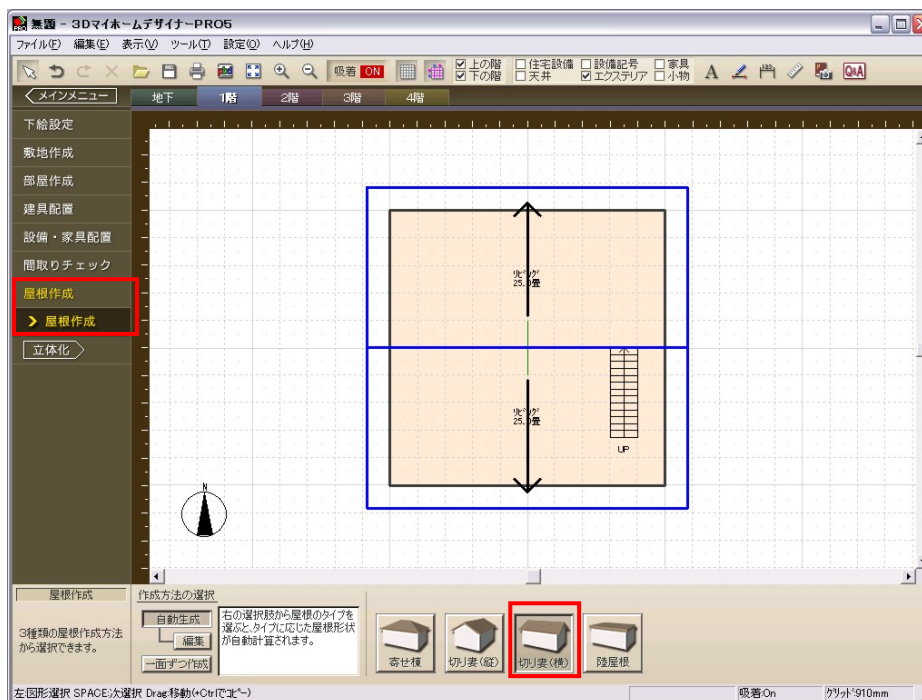 無題 - 3DマイホームデザイナーPRO5
ファイル(F) 編集(E) 表示(V) ツール(T) 設定(O) ヘルプ(H)
吸着 ON 上の階 下の階 住宅設備 天井 設備記号 エクステリア 家具 小物 A Q&A
メインメニュー 地下 1階 2階 3階 4階
下絵設定
敷地作成
部屋作成
建具配置
設備・家具配置
間取りチェック
屋根作成
屋根作成
立体化
リビング
25.0畳
リビング
25.0畳
UP
N
屋根作成
3種類の屋根作成方法
から選択できます。
作成方法の選択
自動生成
編集
一面ずつ作成
右の選択肢から屋根のタイプを
選ぶと、タイプに応じた屋根形状
が自動計算されます。
寄せ棟 切り妻(縦) 切り妻(横) 陸屋根
左:図形選択 SPACE:次選択 Drag:移動(+Ctrlでコピー) 吸着:On グリッド:910mm